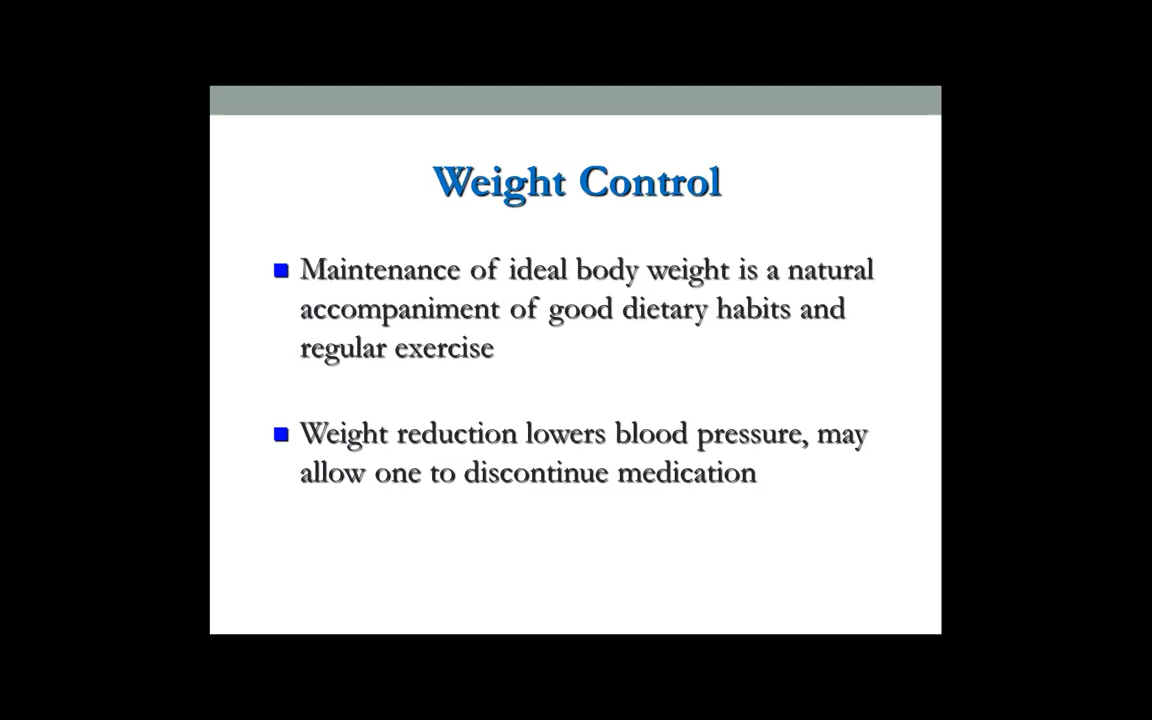 Weight Control
Maintenance of ideal body weight is a natural
accompaniment of good dietary habits and
regular exercise
Weight reduction lowers blood pressure, may
allow one to discontinue medication